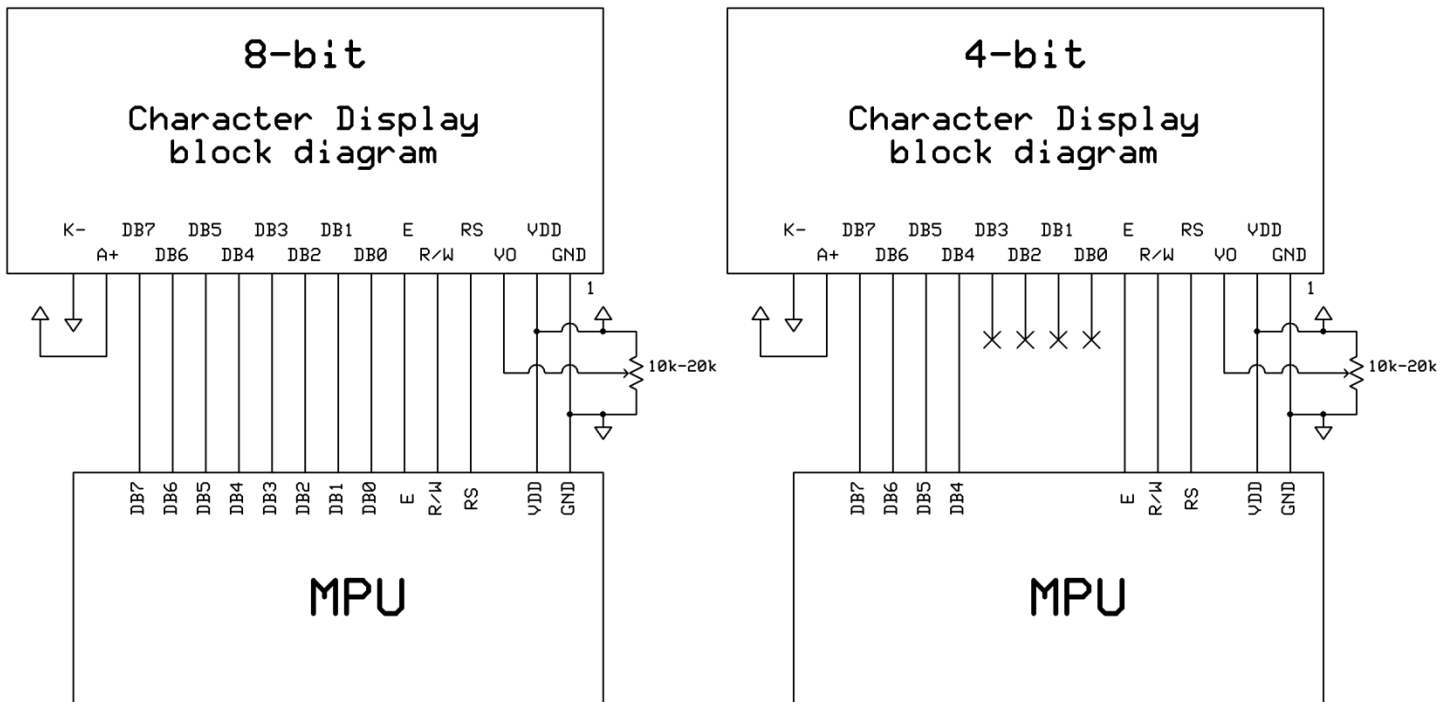 8-bit
Character Display
block diagram
K- DB7 DB5 DB3 DB1 E RS VDD
A+ DB6 DB4 DB2 DB0 R/W VO GND
1
10k-20k
DB7 DB6 DB5 DB4 DB3 DB2 DB1 DB0 E R/W RS VDD GND
MPU
4-bit
Character Display
block diagram
K- DB7 DB5 DB3 DB1 E RS VDD
A+ DB6 DB4 DB2 DB0 R/W VO GND
1
10k-20k
DB7 DB6 DB5 DB4 E R/W RS VDD GND
MPU